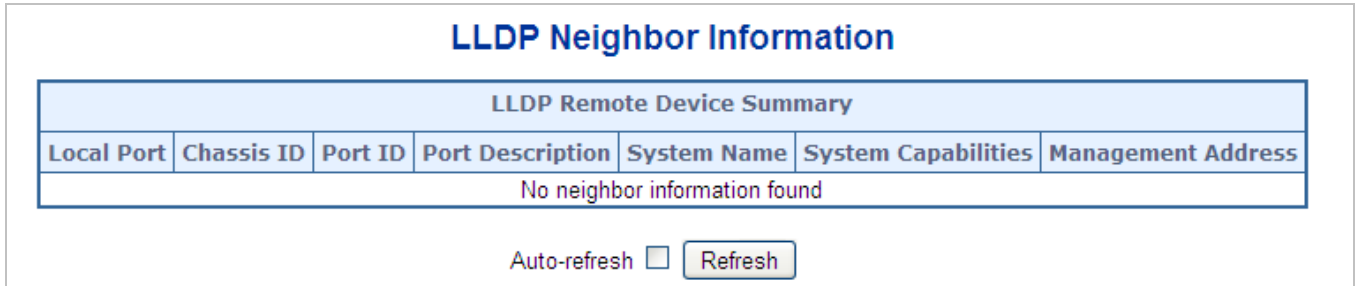 LLDP Neighbor Information
LLDP Remote Device Summary
Local Port Chassis ID Port ID Port Description System Name System Capabilities Management Address
No neighbor information found
Auto-refresh Refresh